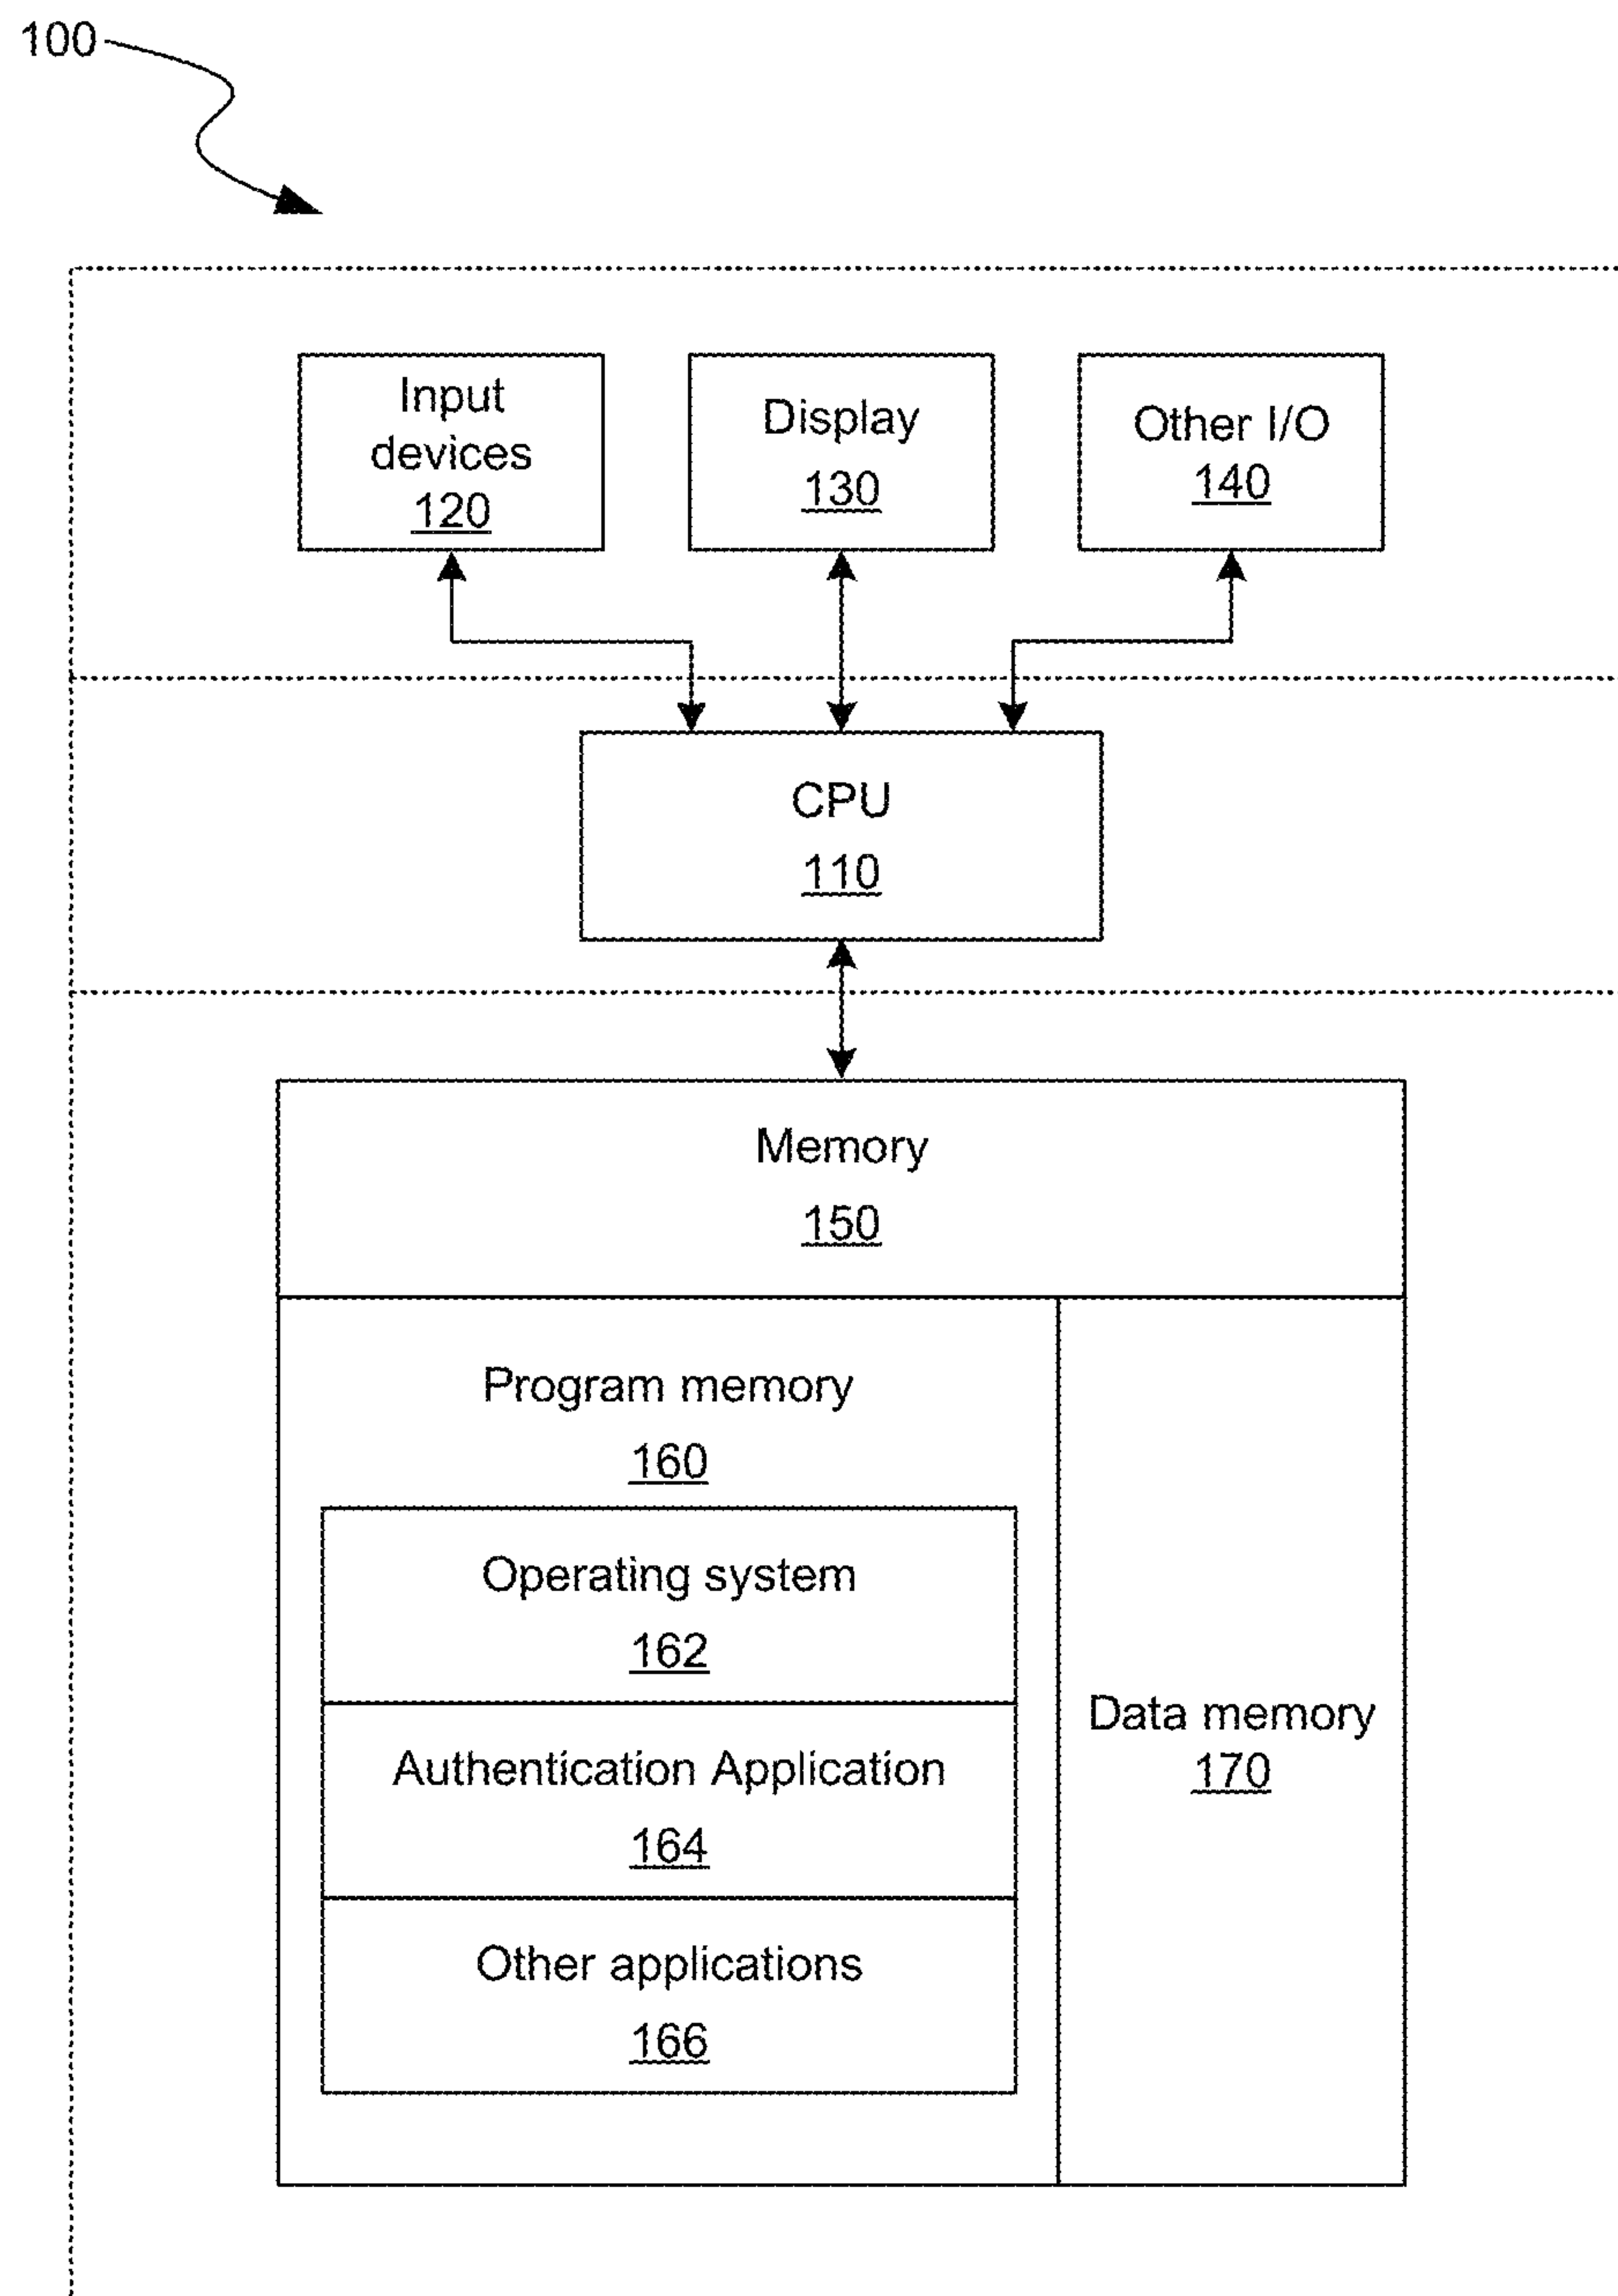 100
Input
devices
120
Display
130
Other I/O
140
CPU
110
Memory
150
Program memory
160
Operating system
162
Authentication Application
164
Other applications
166
Data memory
170